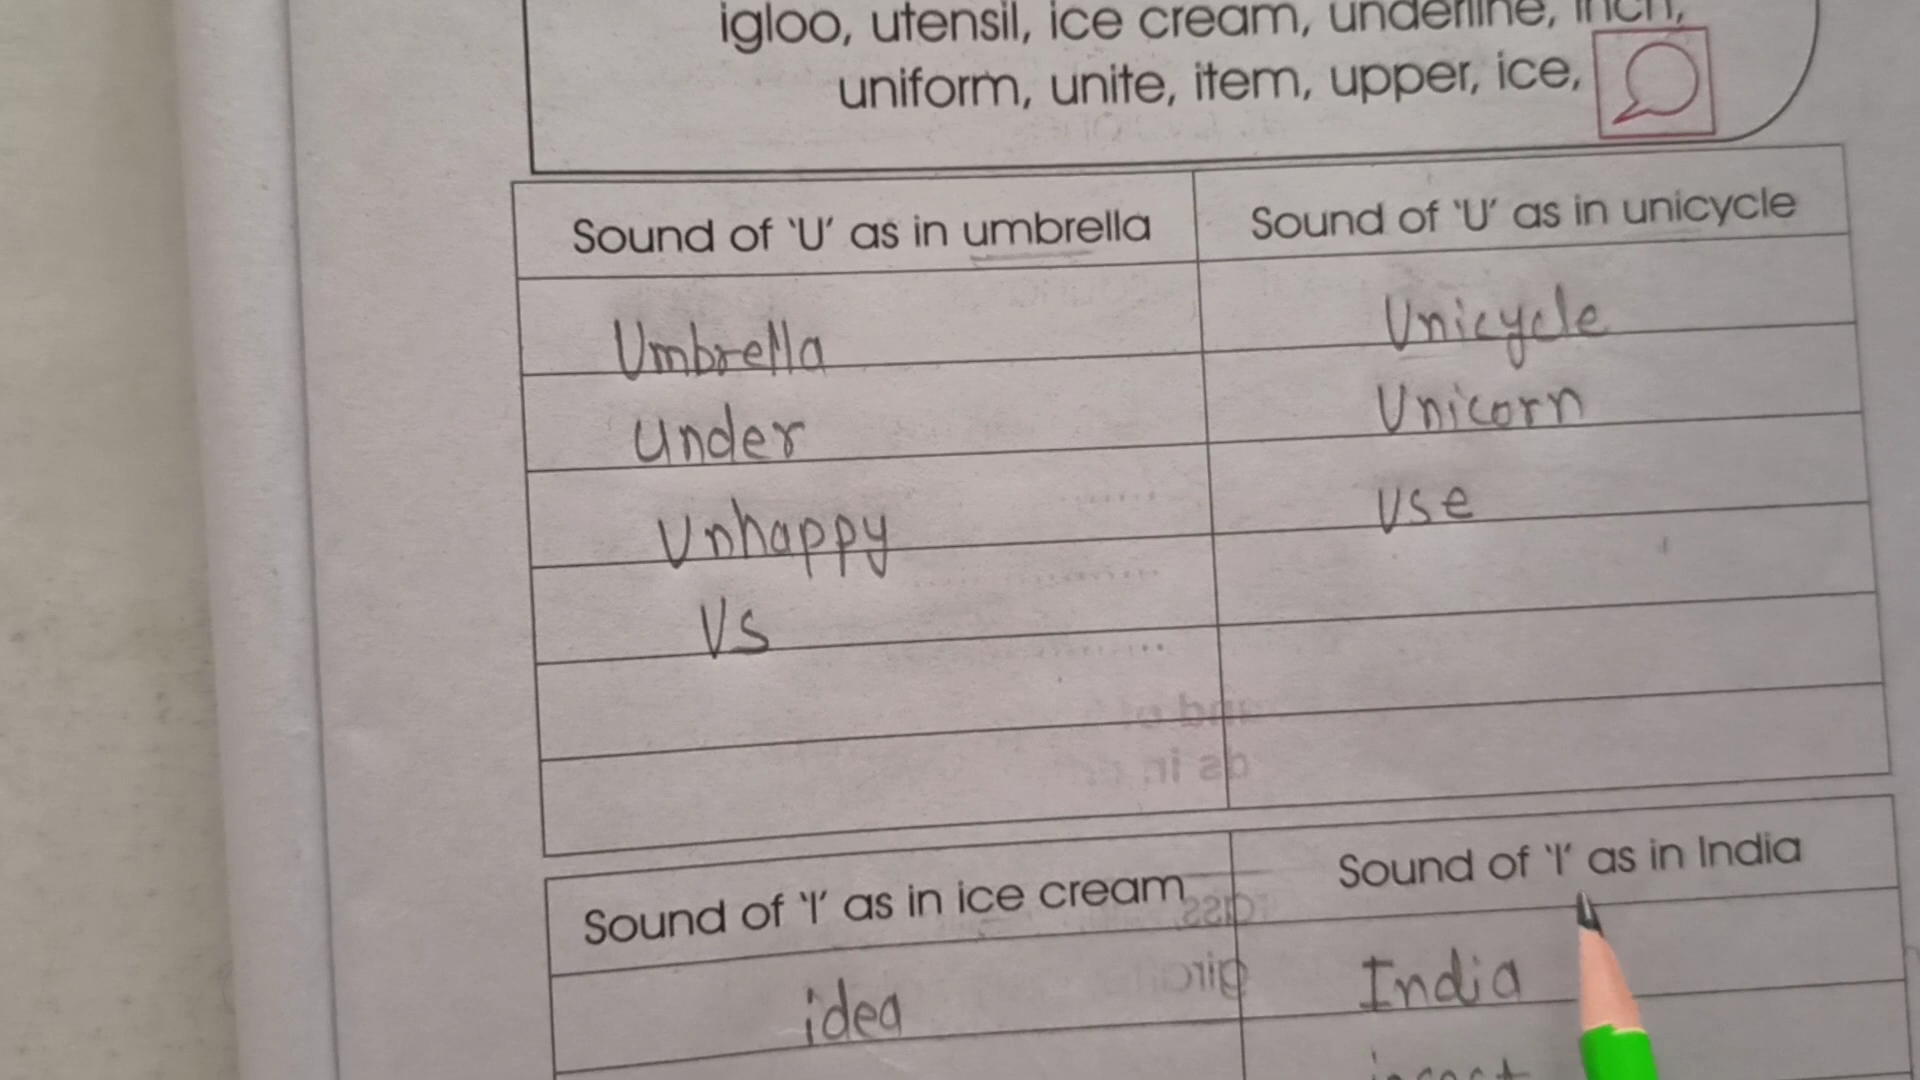 igloo, utensil, ice cream, underline, inch,
uniform, unite, item, upper, ice,
Sound of 'U' as in umbrella
Sound of 'U' as in unicycle
Umbrella
Unicycle
Under
Unicorn
Unhappy
Use
Us
Sound of 'I' as in ice cream
Sound of 'I' as in India
idea
India